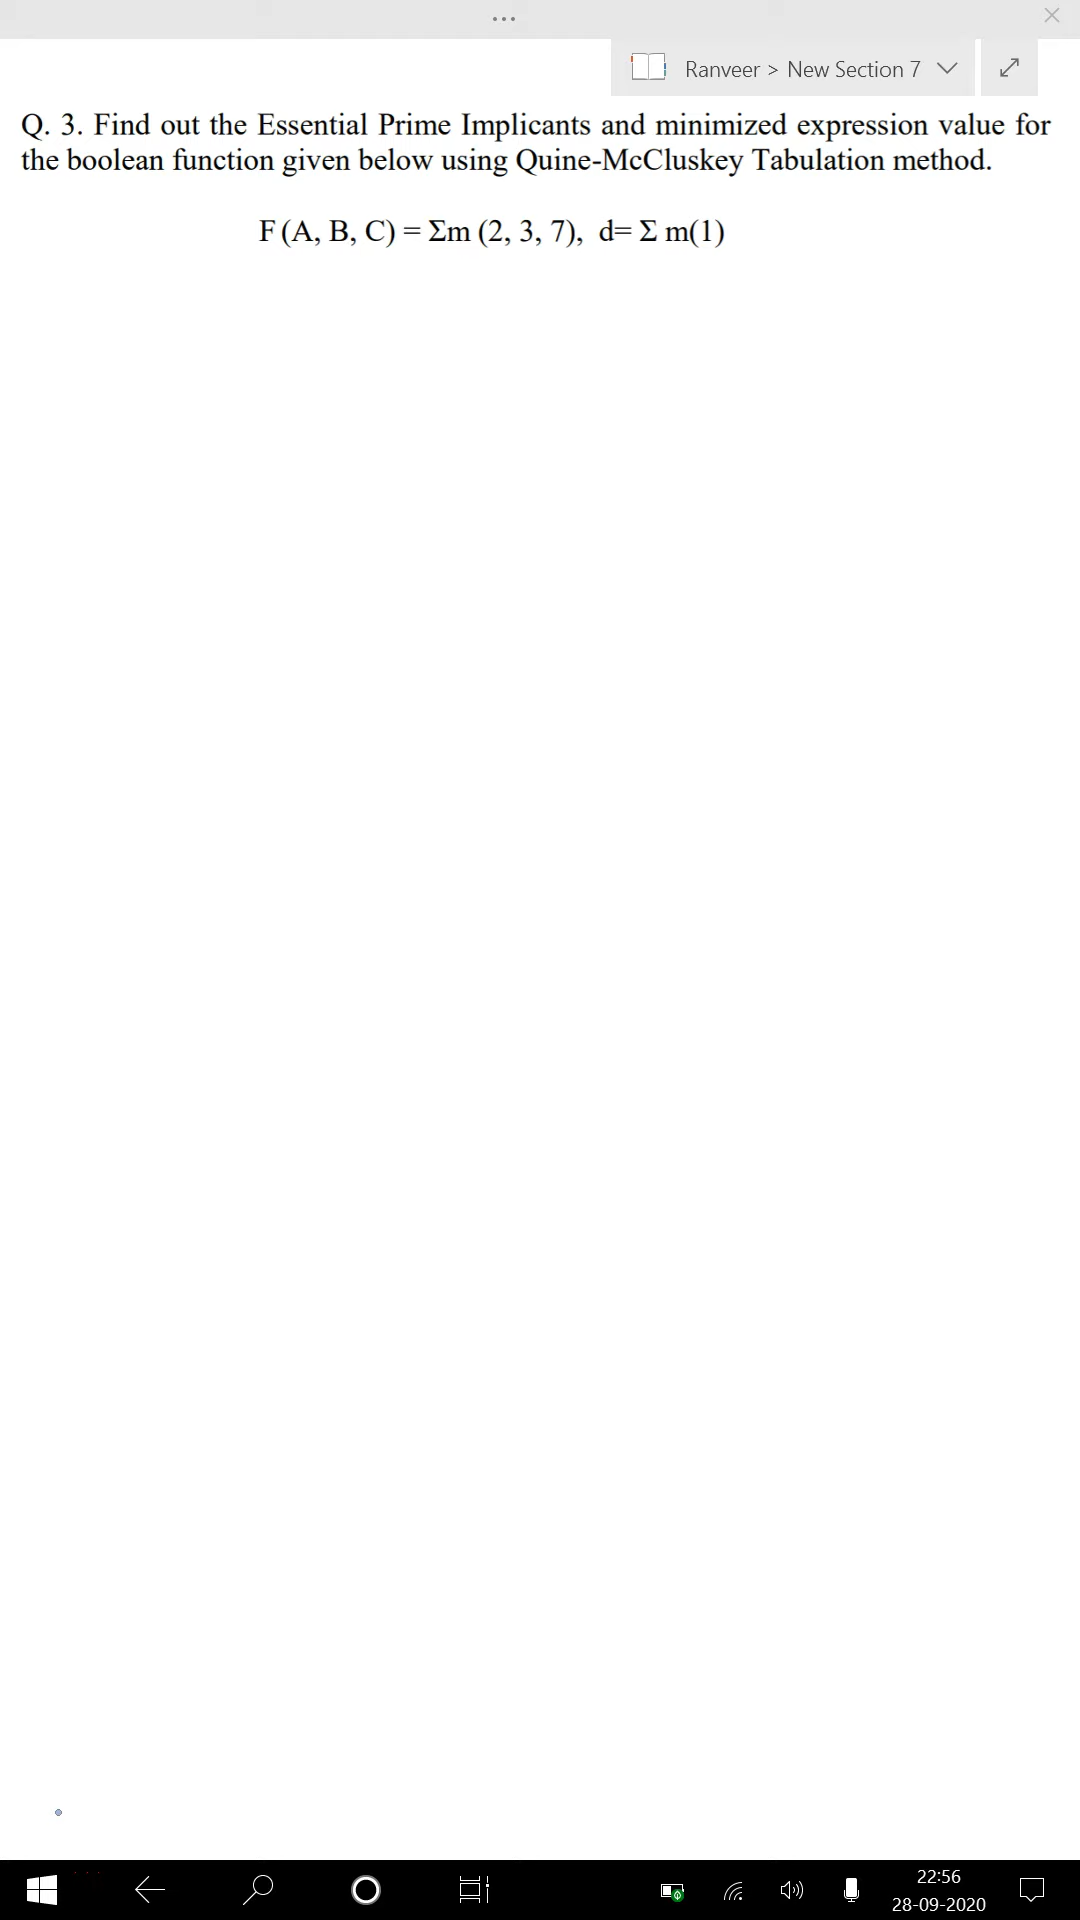 Ranveer > New Section 7
Q. 3. Find out the Essential Prime Implicants and minimized expression value for
the boolean function given below using Quine-McCluskey Tabulation method.
F (A, B, C) = Σm (2, 3, 7), d= Σ m(1)
22:56
28-09-2020